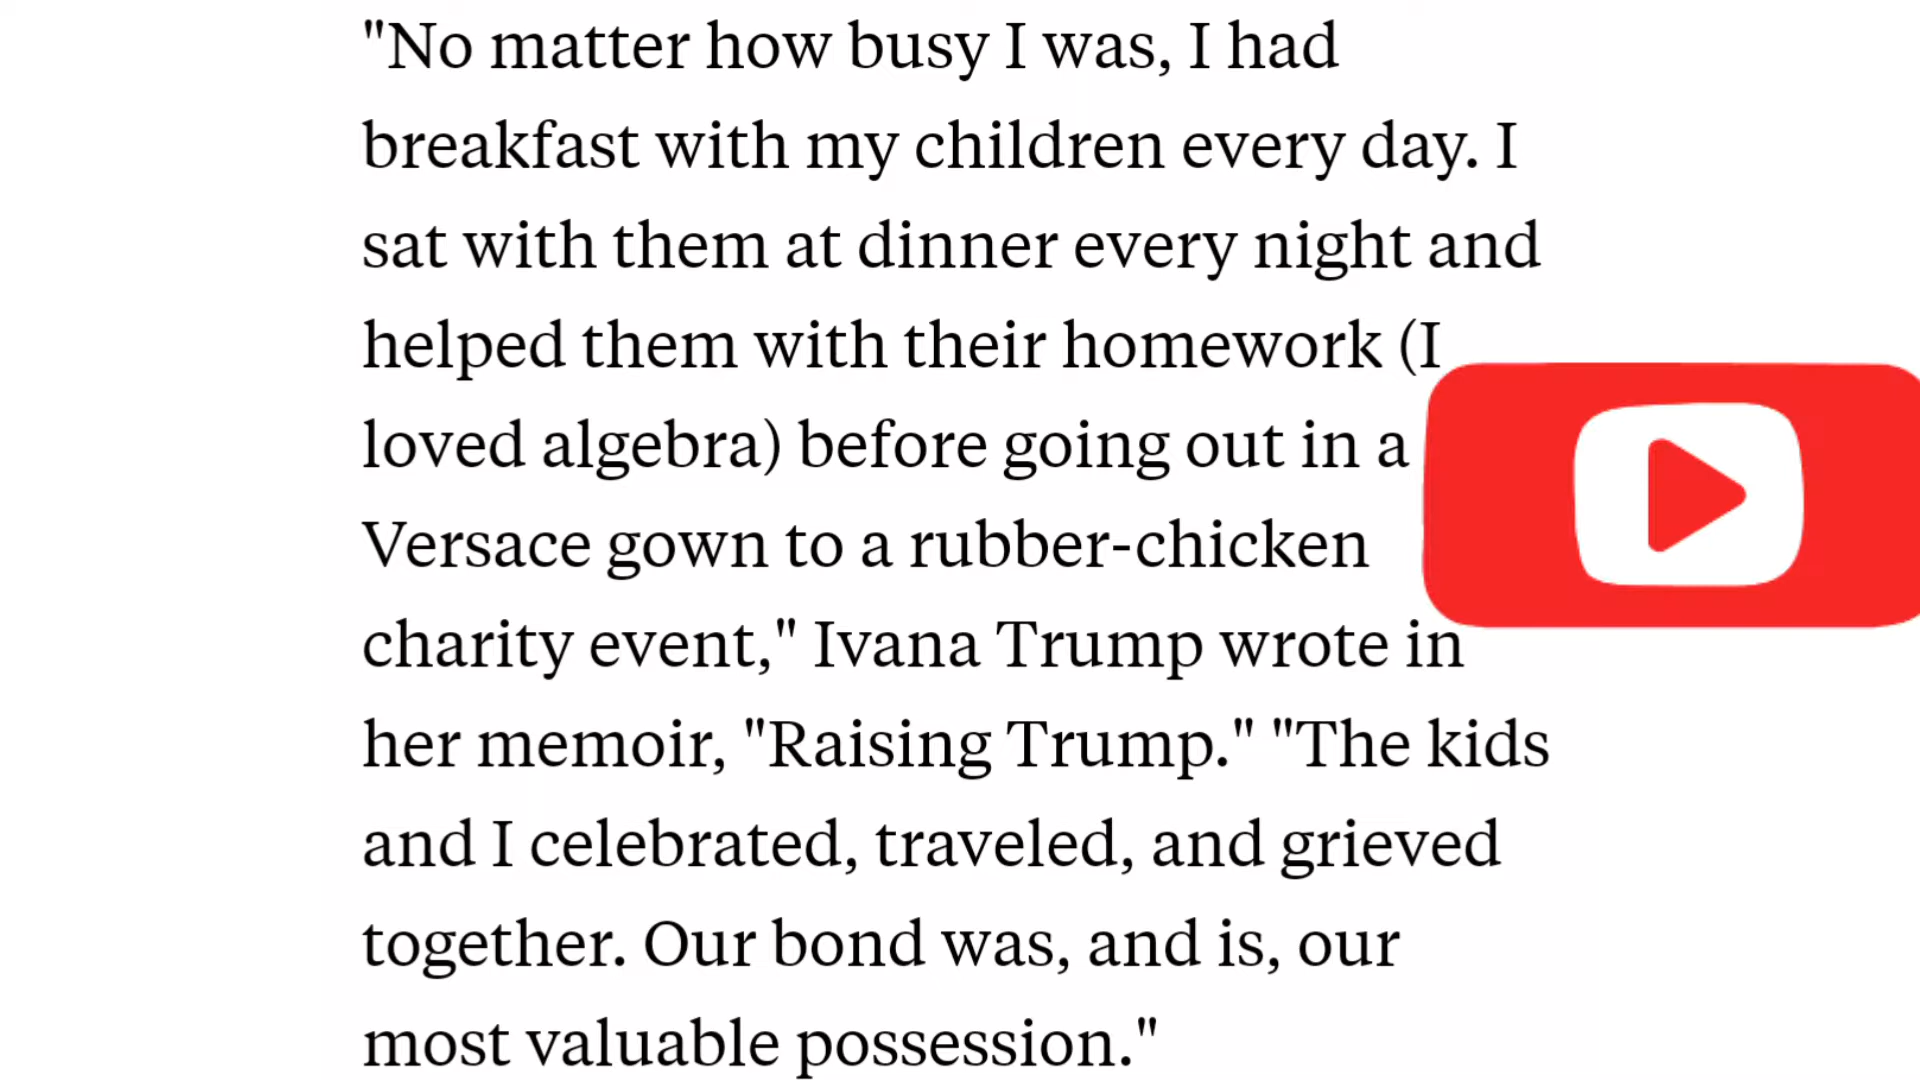 "No matter how busy I was, I had
breakfast with my children every day. I
sat with them at dinner every night and
helped them with their homework (I
loved algebra) before going out in a
Versace gown to a rubber-chicken
charity event," Ivana Trump wrote in
her memoir, "Raising Trump." "The kids
and I celebrated, traveled, and grieved
together. Our bond was, and is, our
most valuable possession."